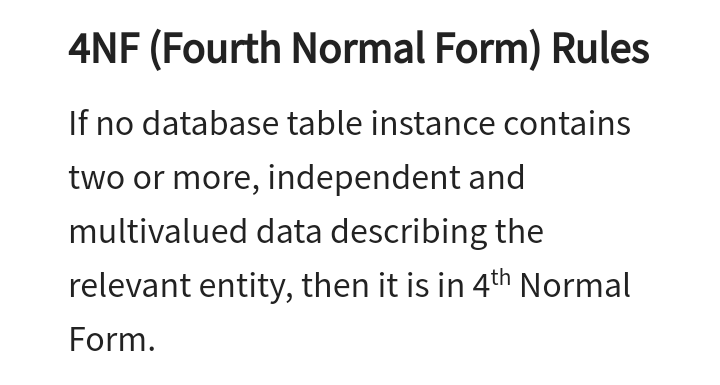 4NF (Fourth Normal Form) Rules
If no database table instance contains
two or more, independent and
multivalued data describing the
relevant entity, then it is in 4th Normal
Form.